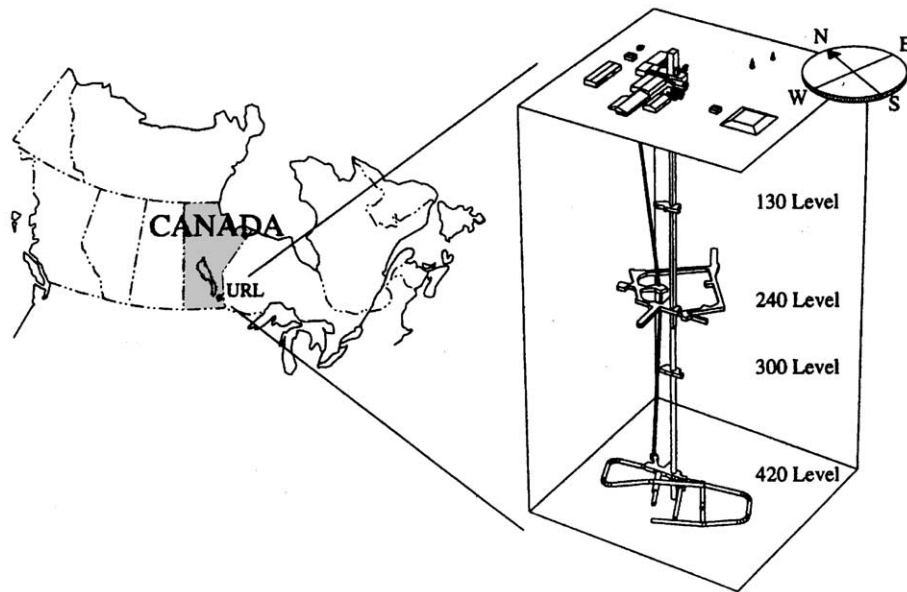 CANADA
URL
N
E
W
S
130 Level
240 Level
300 Level
420 Level